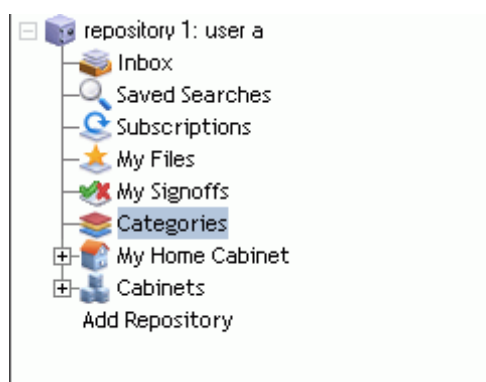 repository 1: user a
Inbox
Saved Searches
Subscriptions
My Files
My Signoffs
Categories
My Home Cabinet
Cabinets
Add Repository